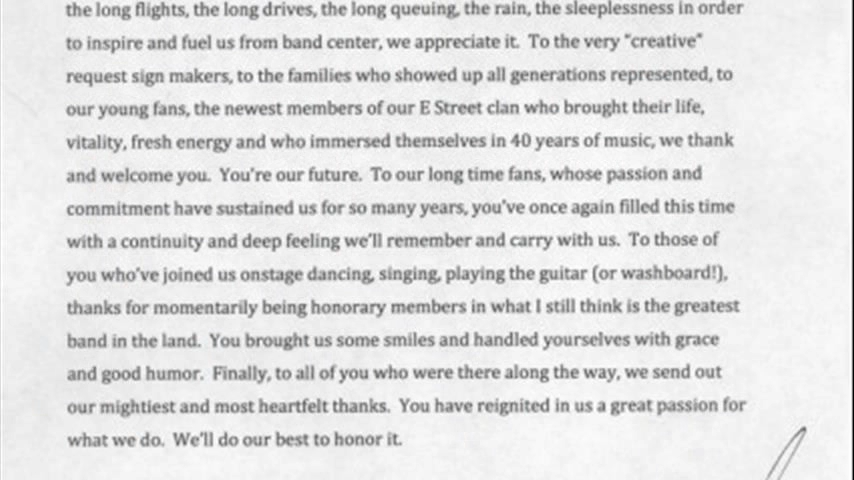 the long flights, the long drives, the long queuing, the rain, the sleeplessness in order
to inspire and fuel us from band center, we appreciate it.  To the very "creative"
request sign makers, to the families who showed up all generations represented, to
our young fans, the newest members of our E Street clan who brought their life,
vitality, fresh energy and who immersed themselves in 40 years of music, we thank
and welcome you.  You're our future.  To our long time fans, whose passion and
commitment have sustained us for so many years, you've once again filled this time
with a continuity and deep feeling we'll remember and carry with us.  To those of
you who've joined us onstage dancing, singing, playing the guitar (or washboard!),
thanks for momentarily being honorary members in what I still think is the greatest
band in the land.  You brought us some smiles and handled yourselves with grace
and good humor.  Finally, to all of you who were there along the way, we send out
our mightiest and most heartfelt thanks.  You have reignited in us a great passion for
what we do.  We'll do our best to honor it.